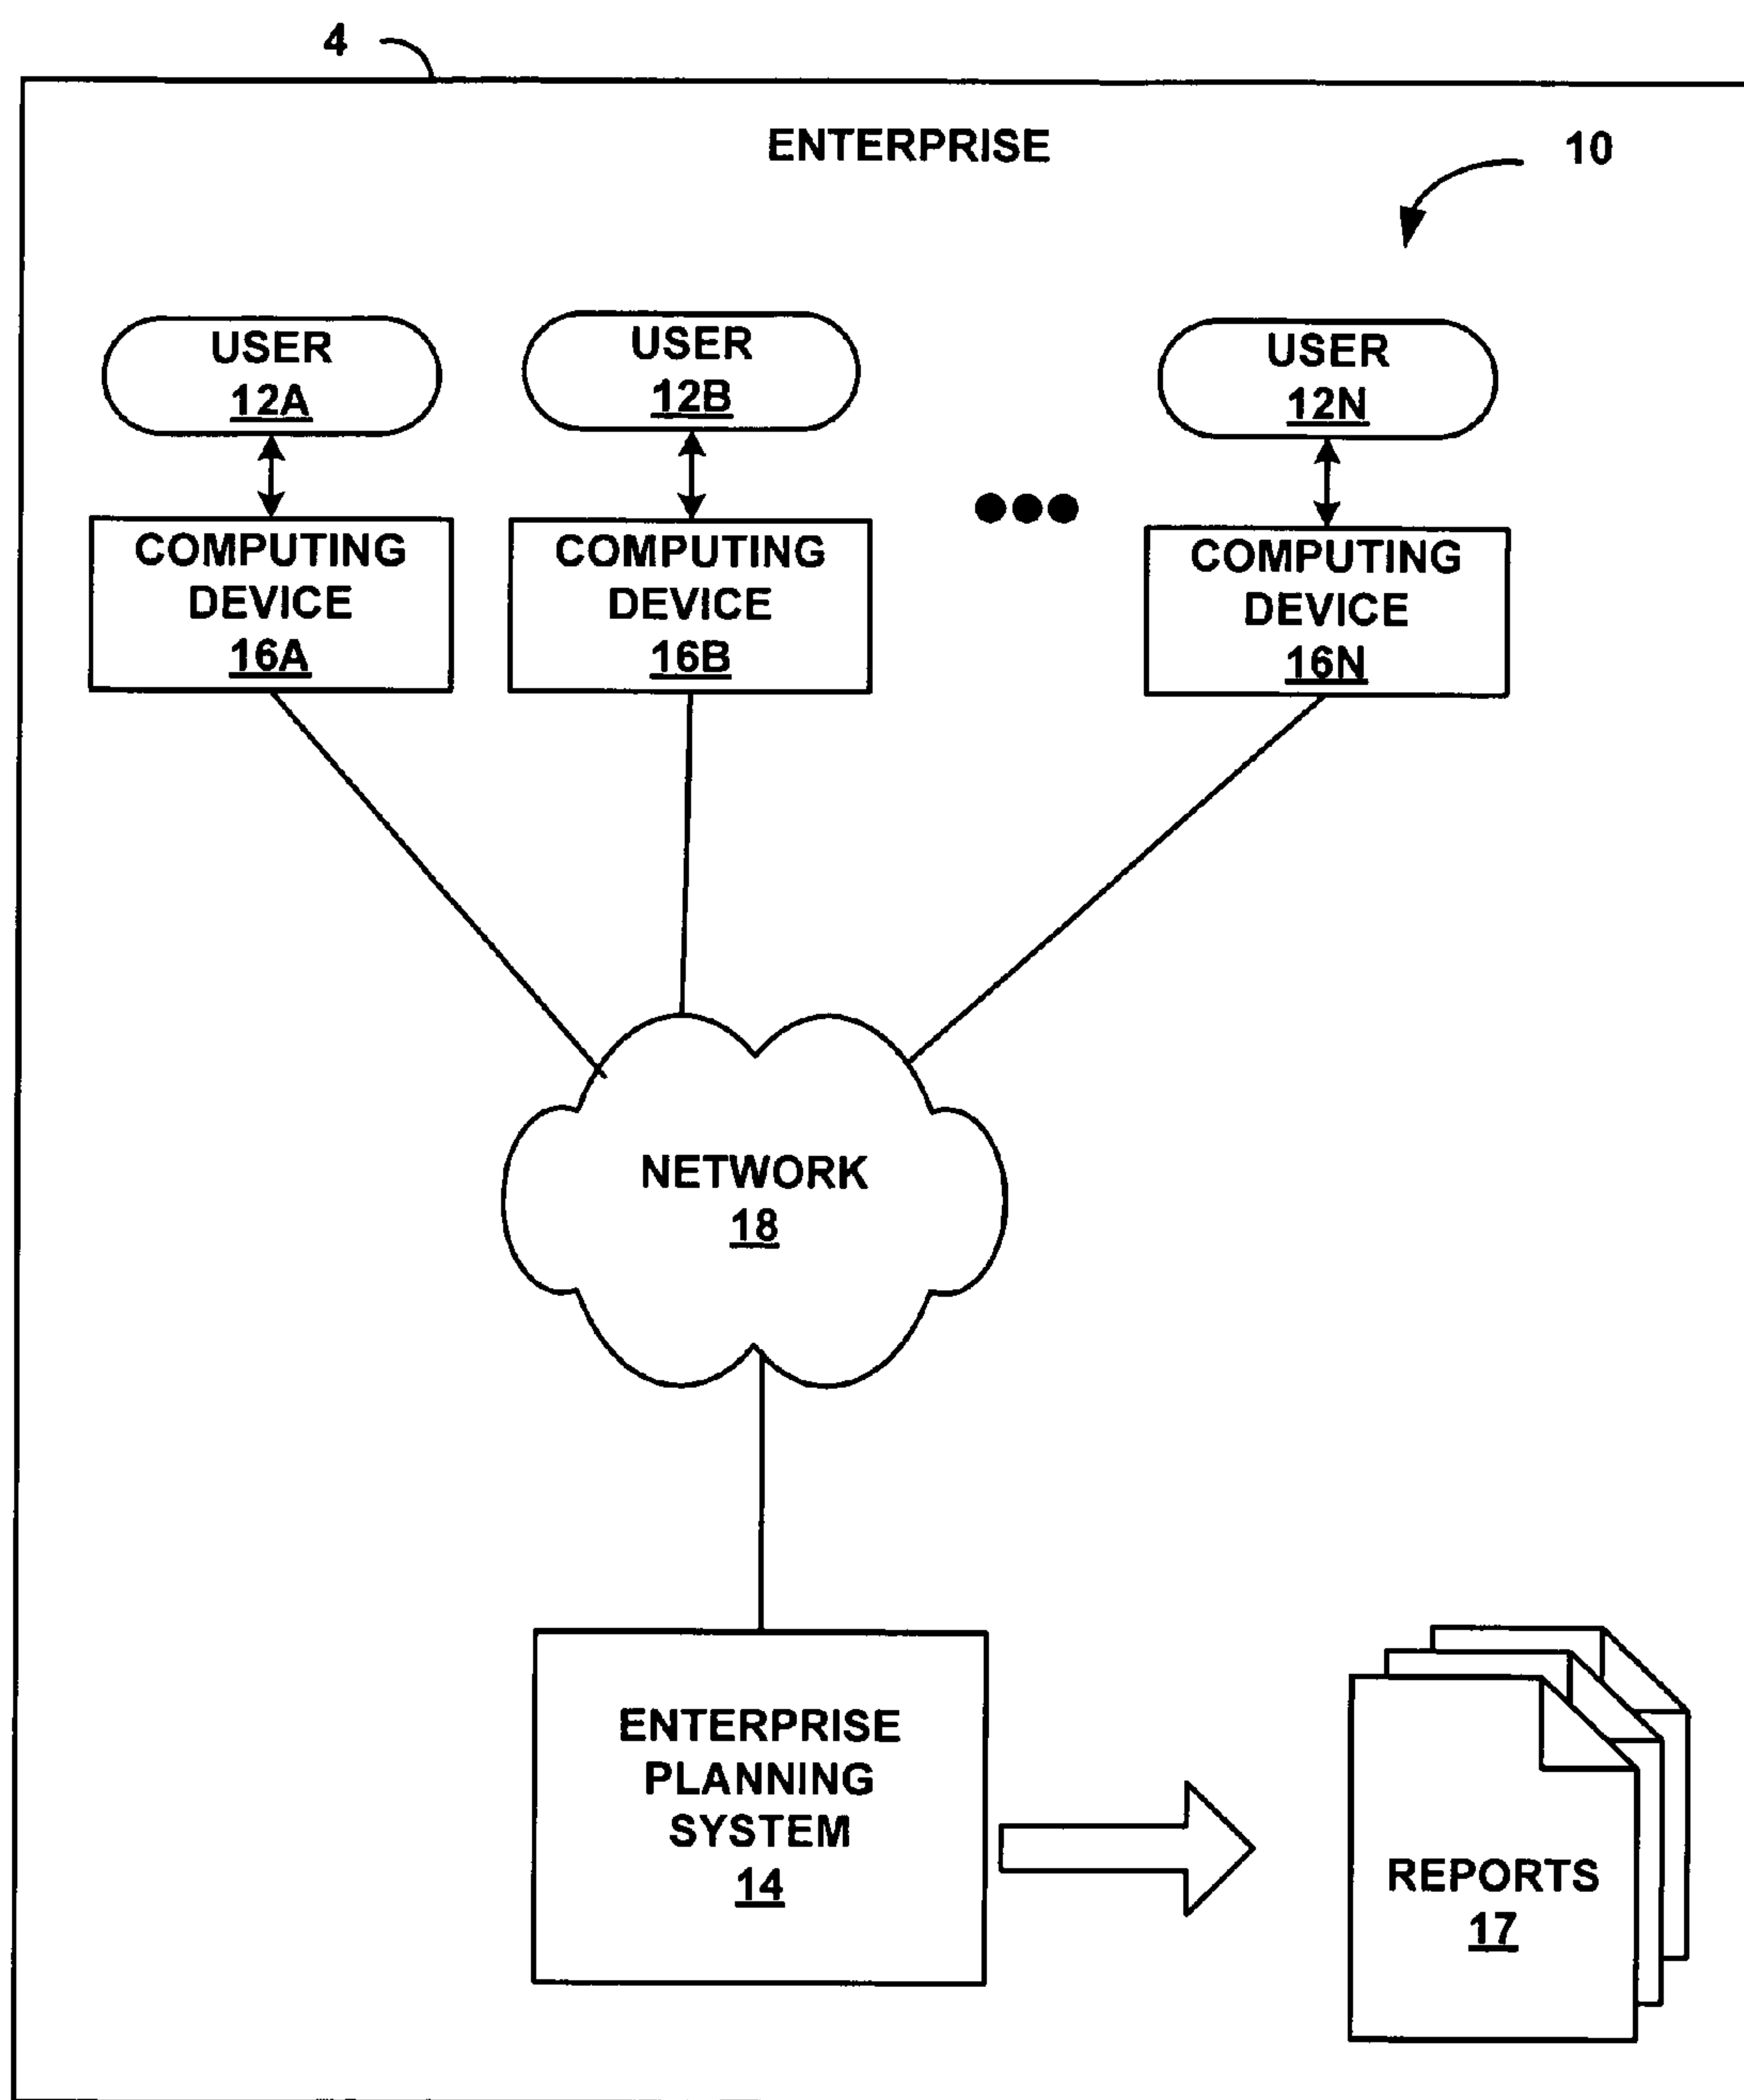 4
ENTERPRISE
10
USER
12A
USER
12B
USER
12N
COMPUTING
DEVICE
16A
COMPUTING
DEVICE
16B
COMPUTING
DEVICE
16N
NETWORK
18
ENTERPRISE
PLANNING
SYSTEM
14
REPORTS
17